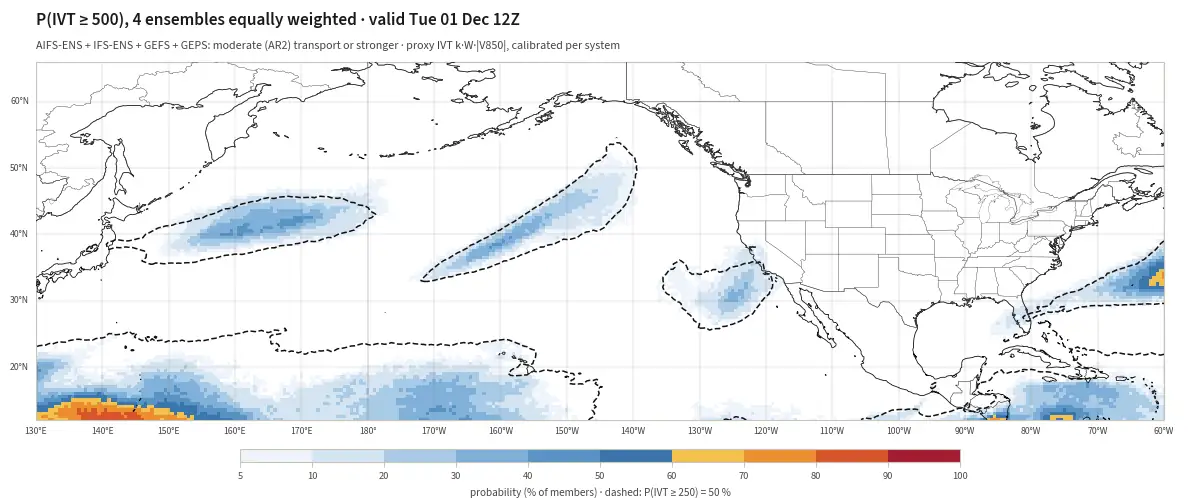 P(IVT ≥ 500), 4 ensembles equally weighted · valid Tue 01 Dec 12Z
AIFS-ENS + IFS-ENS + GEFS + GEPS: moderate (AR2) transport or stronger · proxy IVT k·W·|V850|, calibrated per system
60°N
50°N
40°N
30°N
20°N
130°E 140°E 150°E 160°E 170°E 180° 170°W 160°W 150°W 140°W 130°W 120°W 110°W 100°W 90°W 80°W 70°W 60°W
5 10 20 30 40 50 60 70 80 90 100
probability (% of members) · dashed: P(IVT ≥ 250) = 50 %